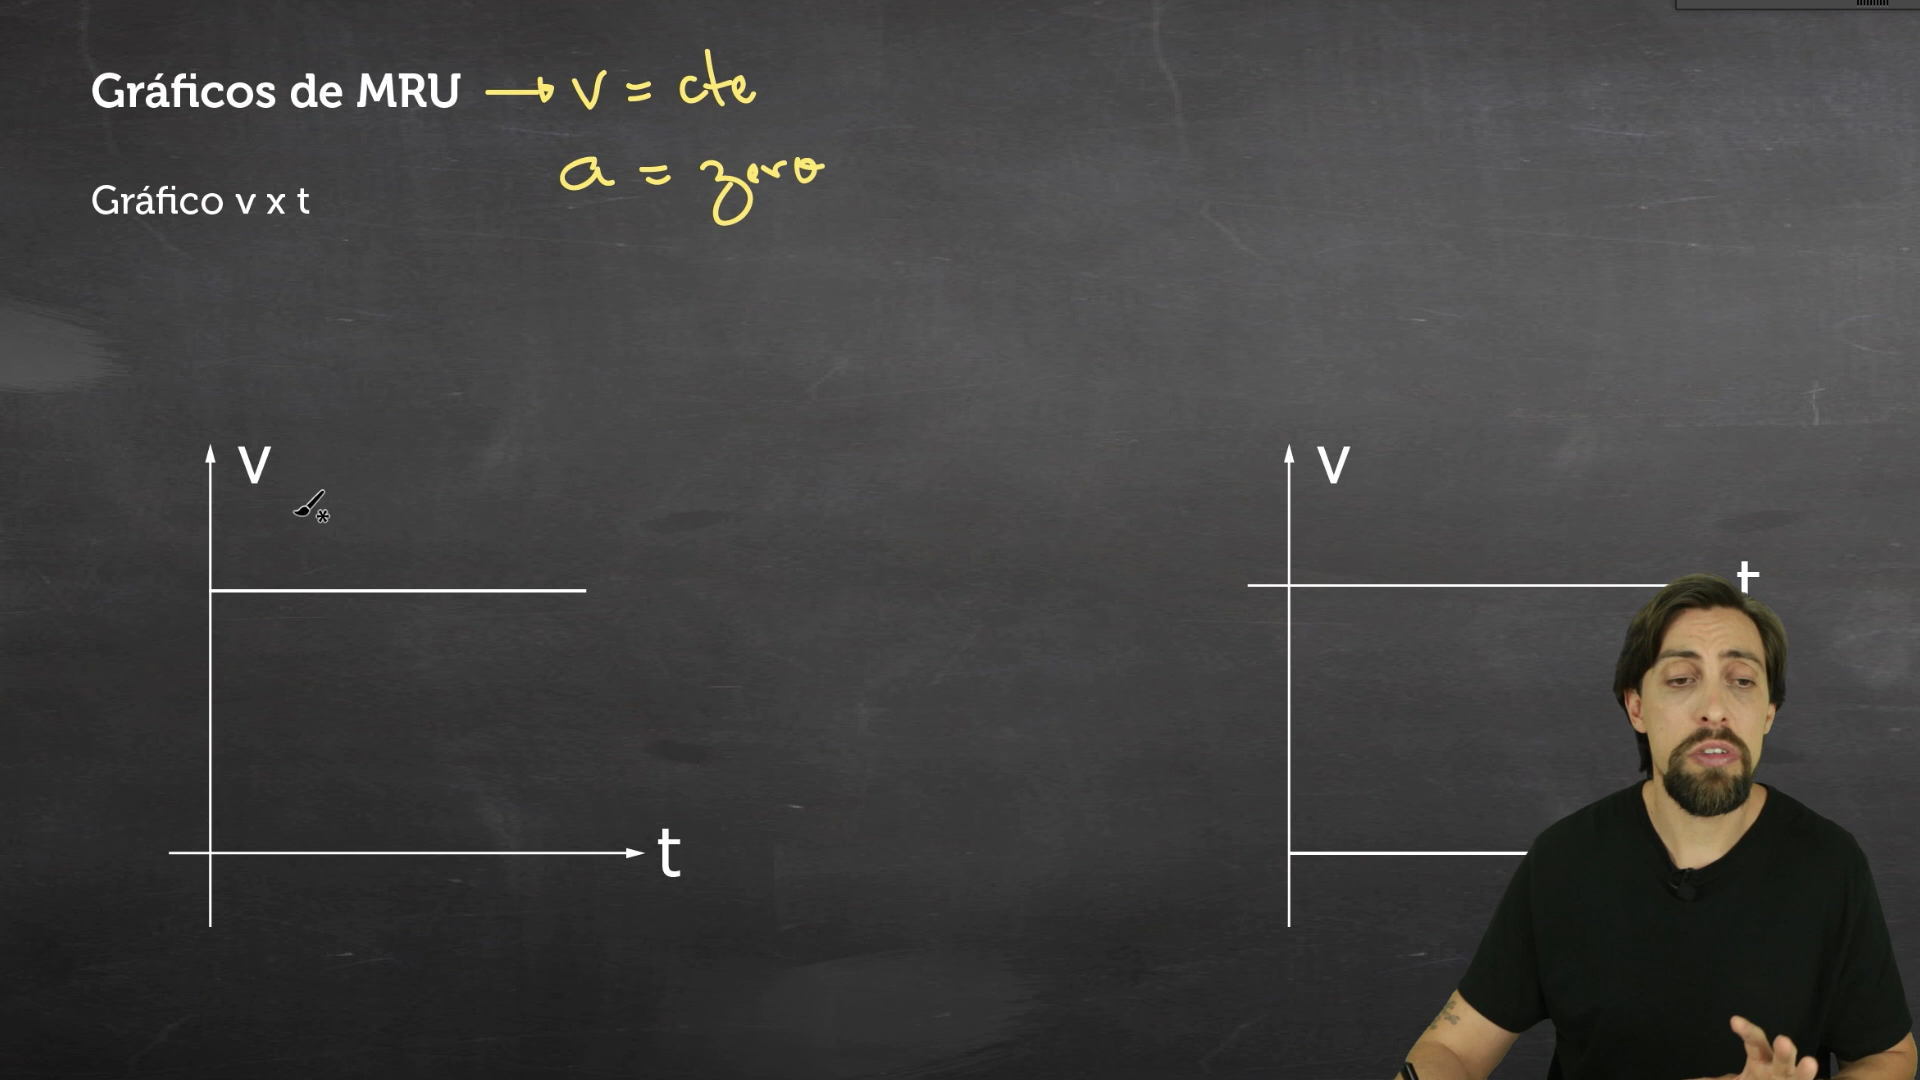 Gráficos de MRU → v = cte
a = zero
Gráfico v x t
V
V
t
t